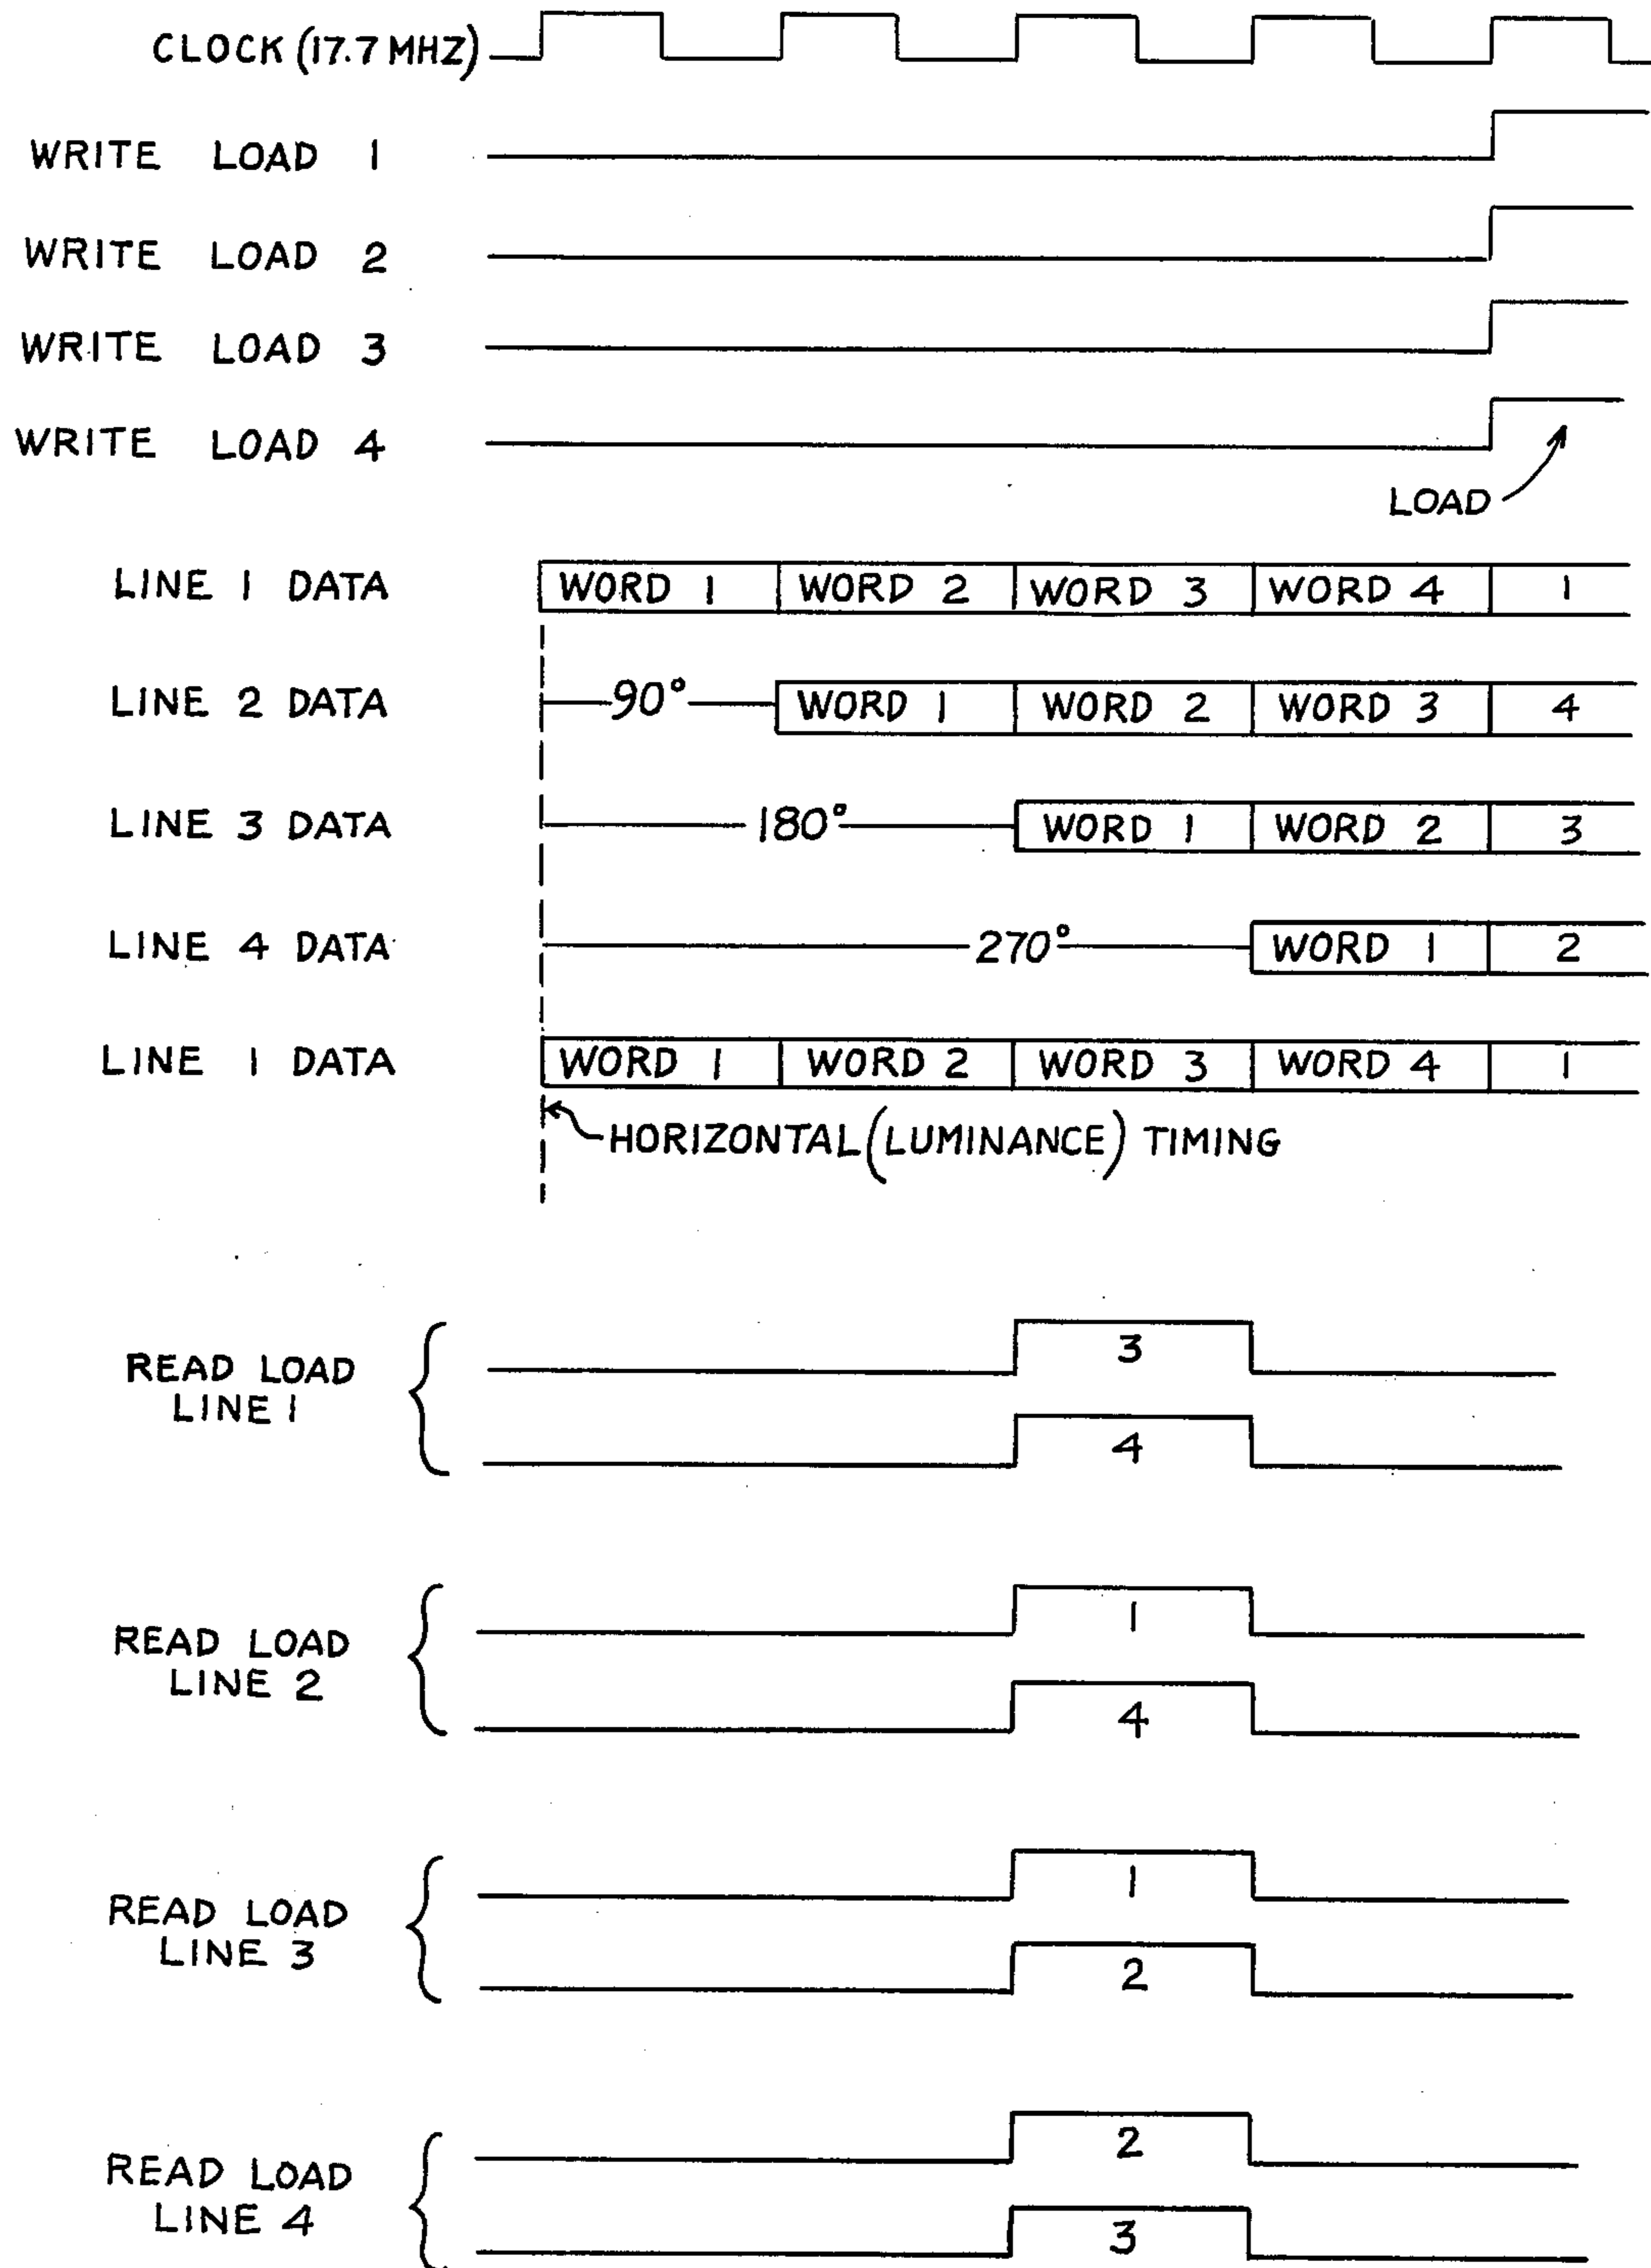 CLOCK (17.7 MHZ)
WRITE LOAD 1
WRITE LOAD 2
WRITE LOAD 3
WRITE LOAD 4
LOAD
LINE 1 DATA WORD 1 WORD 2 WORD 3 WORD 4 1
LINE 2 DATA 90° WORD 1 WORD 2 WORD 3 4
LINE 3 DATA 180° WORD 1 WORD 2 3
LINE 4 DATA 270° WORD 1 2
LINE 1 DATA WORD 1 WORD 2 WORD 3 WORD 4 1
HORIZONTAL (LUMINANCE) TIMING
READ LOAD
LINE 1
3
4
READ LOAD
LINE 2
1
4
READ LOAD
LINE 3
1
2
READ LOAD
LINE 4
2
3